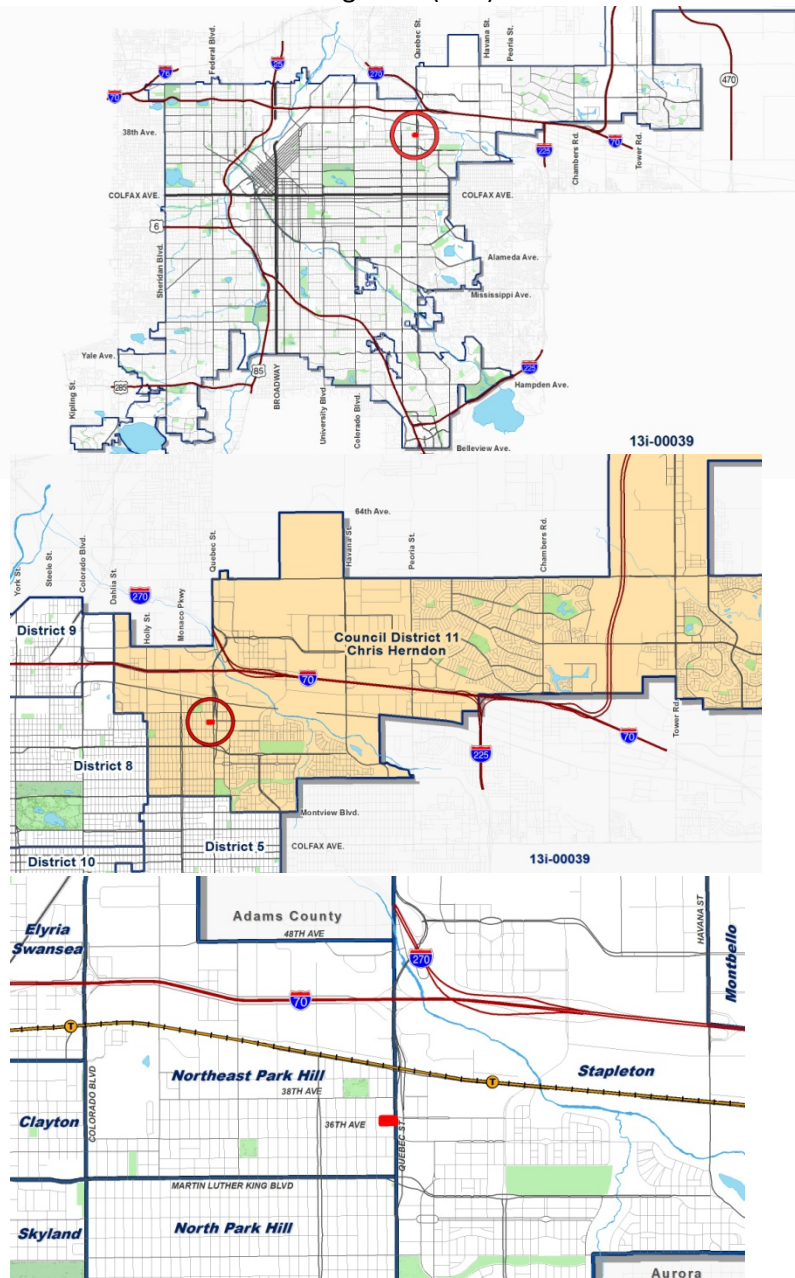 Federal Blvd.
76
25
270
Quebec St.
Havana St.
Peoria St.
470
70
38th Ave.
225
Chambers Rd.
70
Tower Rd.
COLFAX AVE.
COLFAX AVE.
6
Sheridan Blvd.
Alameda Ave.
Mississippi Ave.
Yale Ave.
Kipling St.
285
85
BROADWAY
University Blvd.
Colorado Blvd.
225
Hampden Ave.
Belleview Ave.
13i-00039
York St.
Steele St.
Colorado Blvd.
Dahlia St.
270
Holly St.
Monaco Pkwy
Quebec St.
64th Ave.
Havana St.
Peoria St.
Chambers Rd.
District 9
Council District 11
Chris Herndon
70
225
70
Tower Rd.
District 8
Montview Blvd.
District 5
COLFAX AVE.
District 10
13i-00039
Elyria
Swansea
Adams County
48TH AVE
270
HAVANA ST
Montbello
70
T
COLORADO BLVD
Northeast Park Hill
38TH AVE
T
Stapleton
Clayton
36TH AVE
QUEBEC ST.
MARTIN LUTHER KING BLVD
Skyland
North Park Hill
Aurora